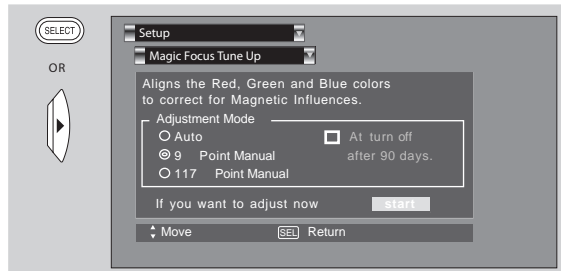 SELECT
OR
Setup
Magic Focus Tune Up
Aligns the Red, Green and Blue colors
to correct for Magnetic Influences.
Adjustment Mode
Auto
At turn off
9 Point Manual
after 90 days.
117 Point Manual
If you want to adjust now start
Move SEL Return